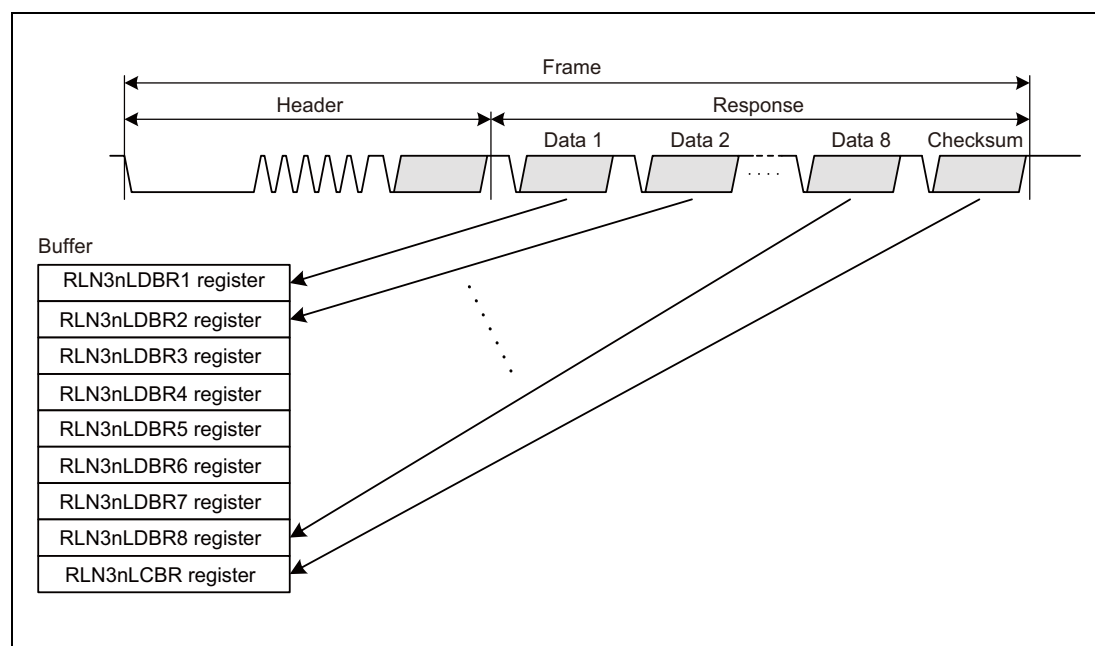 Frame
Header Response
Data 1 Data 2 Data 8 Checksum
Buffer
RLN3nLDBR1 register
RLN3nLDBR2 register
RLN3nLDBR3 register
RLN3nLDBR4 register
RLN3nLDBR5 register
RLN3nLDBR6 register
RLN3nLDBR7 register
RLN3nLDBR8 register
RLN3nLCBR register